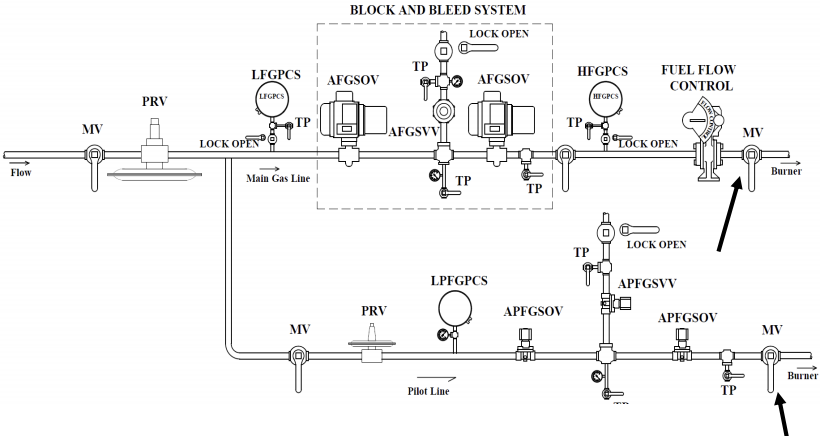 BLOCK AND BLEED SYSTEM
LOCK OPEN
LFGPCS
LFGPCS
TP
AFGSOV
TP
AFGSOV
HFGPCS
HFGPCS
TP
FUEL FLOW
CONTROL
PRV
MV
LOCK OPEN
AFGSVV
LOCK OPEN
MV
Flow
Main Gas Line
TP
TP
Burner
LOCK OPEN
TP
LPFGPCS
APFGSVV
PRV
APFGSOV
APFGSOV
MV
MV
Pilot Line
TP
Burner